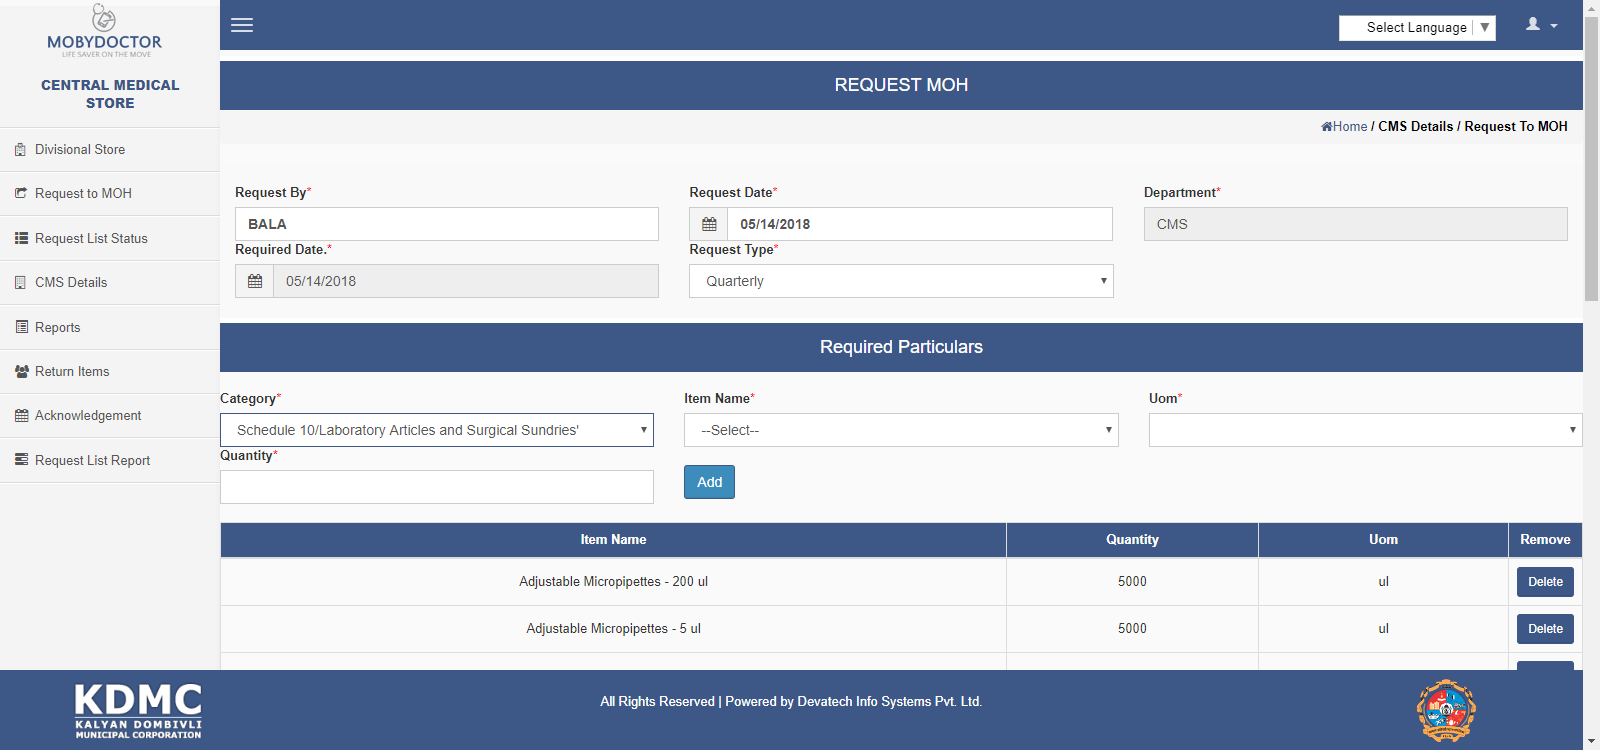 MOBYDOCTOR
LIFE SAVER ON THE MOVE
CENTRAL MEDICAL
STORE
Divisional Store
Request to MOH
Request List Status
CMS Details
Reports
Return Items
Acknowledgement
Request List Report
Select Language ▼
REQUEST MOH
Home / CMS Details / Request To MOH
Request By* Request Date* Department*
BALA 05/14/2018 CMS
Required Date.* Request Type*
05/14/2018 Quarterly
Required Particulars
Category* Item Name* Uom*
Schedule 10/Laboratory Articles and Surgical Sundries' --Select--
Quantity*
Add
Item Name Quantity Uom Remove
Adjustable Micropipettes - 200 ul 5000 ul Delete
Adjustable Micropipettes - 5 ul 5000 ul Delete
KDMC
KALYAN DOMBIVLI
MUNICIPAL CORPORATION
All Rights Reserved | Powered by Devatech Info Systems Pvt. Ltd.